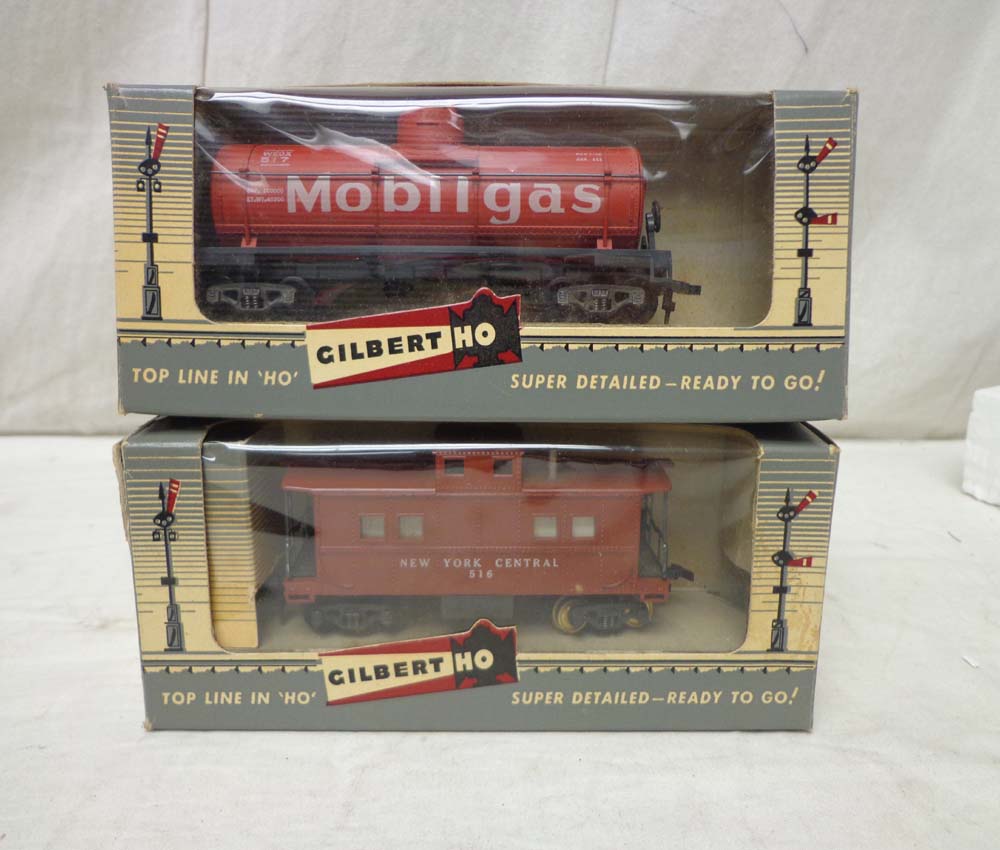 517
Mobilgas
GILBERT HO
TOP LINE IN 'HO'
SUPER DETAILED—READY TO GO!
NEW YORK CENTRAL
516
GILBERT HO
TOP LINE IN 'HO'
SUPER DETAILED—READY TO GO!